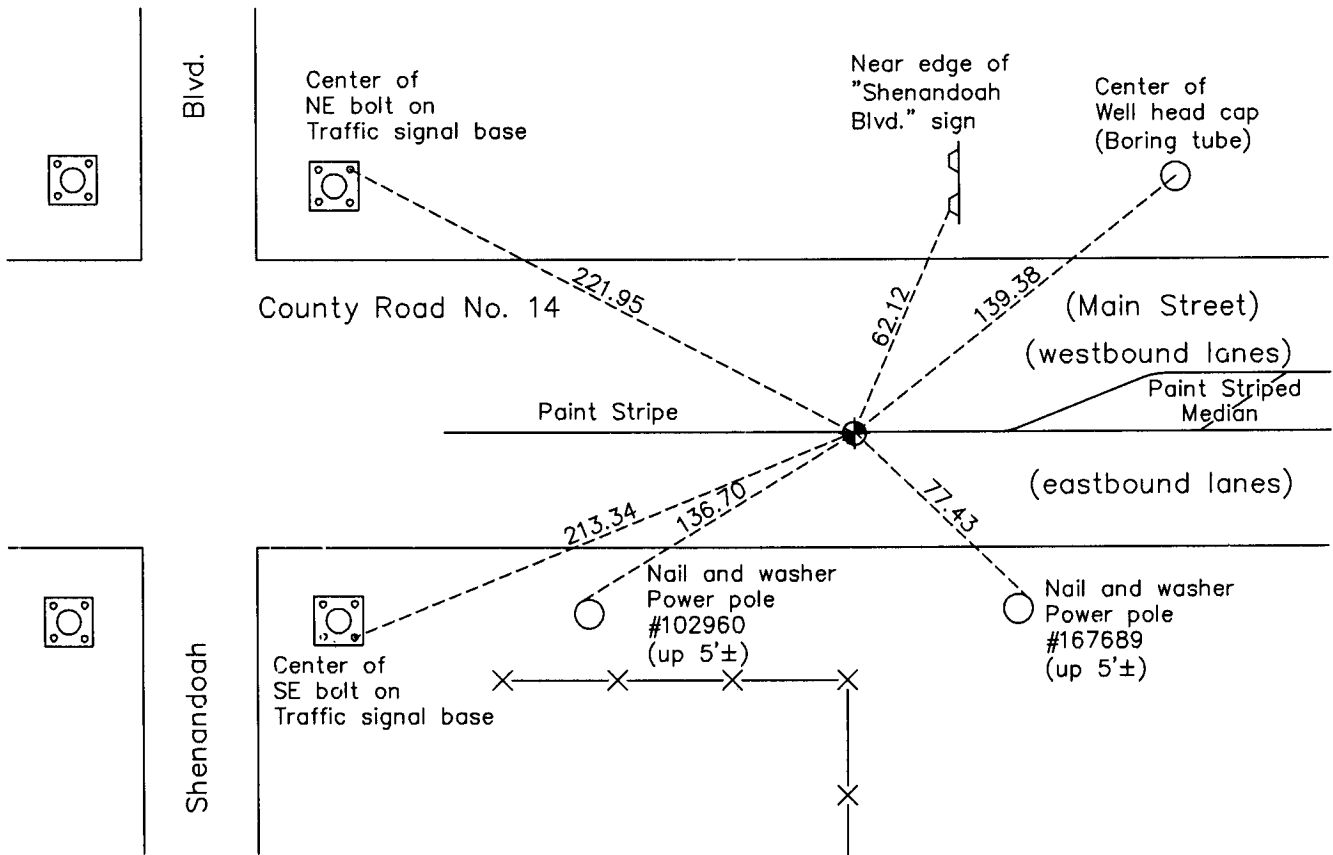 Blvd.
Center of
NE bolt on
Traffic signal base
Near edge of
"Shenandoah
Blvd." sign
Center of
Well head cap
(Boring tube)
221.95
62.12
139.38
County Road No. 14
(Main Street)
(westbound lanes)
Paint Stripe
Paint Striped
Median
(eastbound lanes)
213.34
136.70
77.43
Nail and washer
Power pole
#102960
(up 5'±)
Nail and washer
Power pole
#167689
(up 5'±)
Center of
SE bolt on
Traffic signal base
Shenandoah